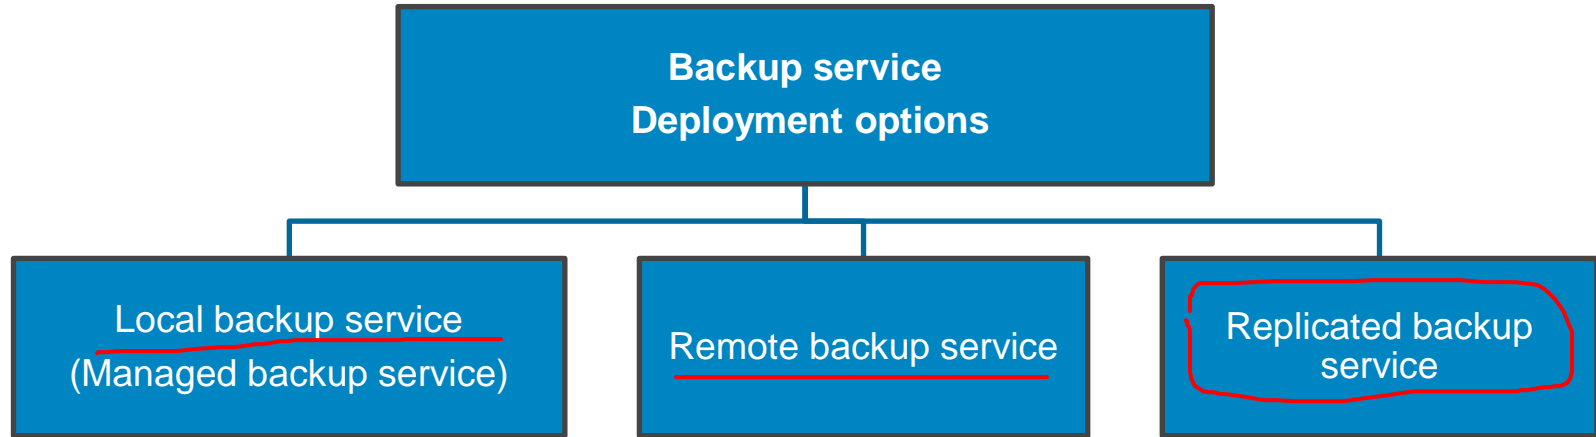 Backup service
Deployment options
Local backup service
(Managed backup service)
Remote backup service
Replicated backup
service